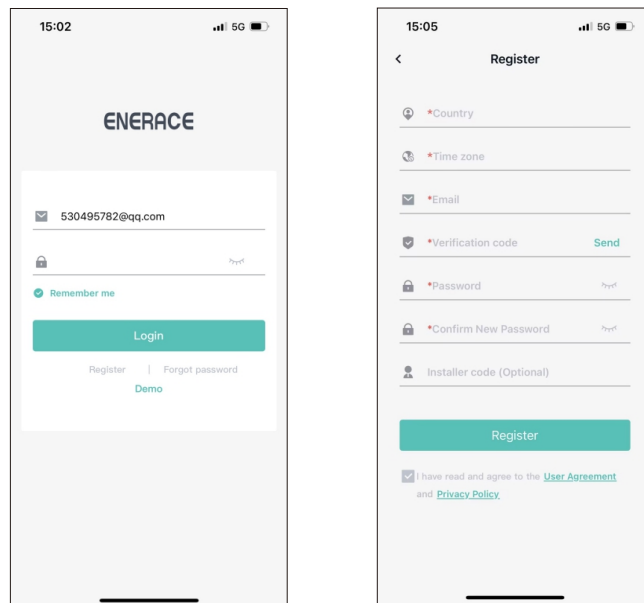 15:02
5G
ENERACE
530495782@qq.com
Remember me
Login
Register | Forgot password
Demo
15:05
5G
Register
*Country
*Time zone
*Email
*Verification code Send
*Password
*Confirm New Password
Installer code (Optional)
Register
I have read and agree to the User Agreement
and Privacy Policy